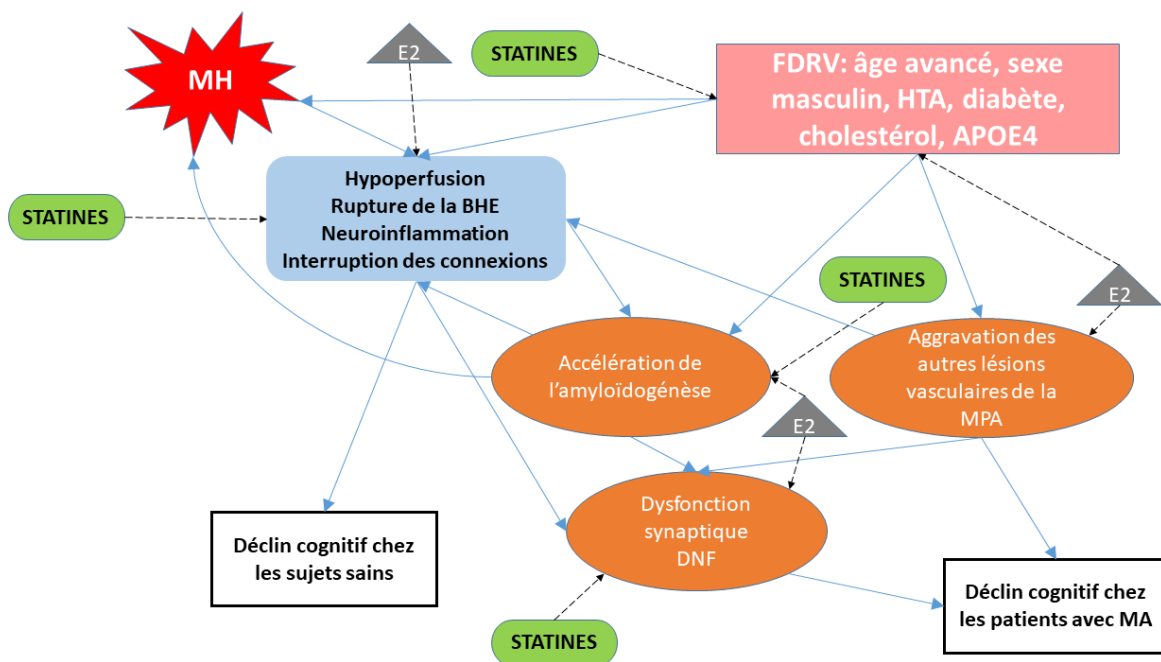 MH
E2
STATINES
FDRV: âge avancé, sexe
masculin, HTA, diabète,
cholestérol, APOE4
STATINES
Hypoperfusion
Rupture de la BHE
Neuroinflammation
Interruption des connexions
STATINES
E2
Accélération de
l'amyloïdogénèse
Aggravation des
autres lésions
vasculaires de la
MPA
E2
Dysfonction
synaptique
DNF
Déclin cognitif chez
les sujets sains
Déclin cognitif chez
les patients avec MA
STATINES